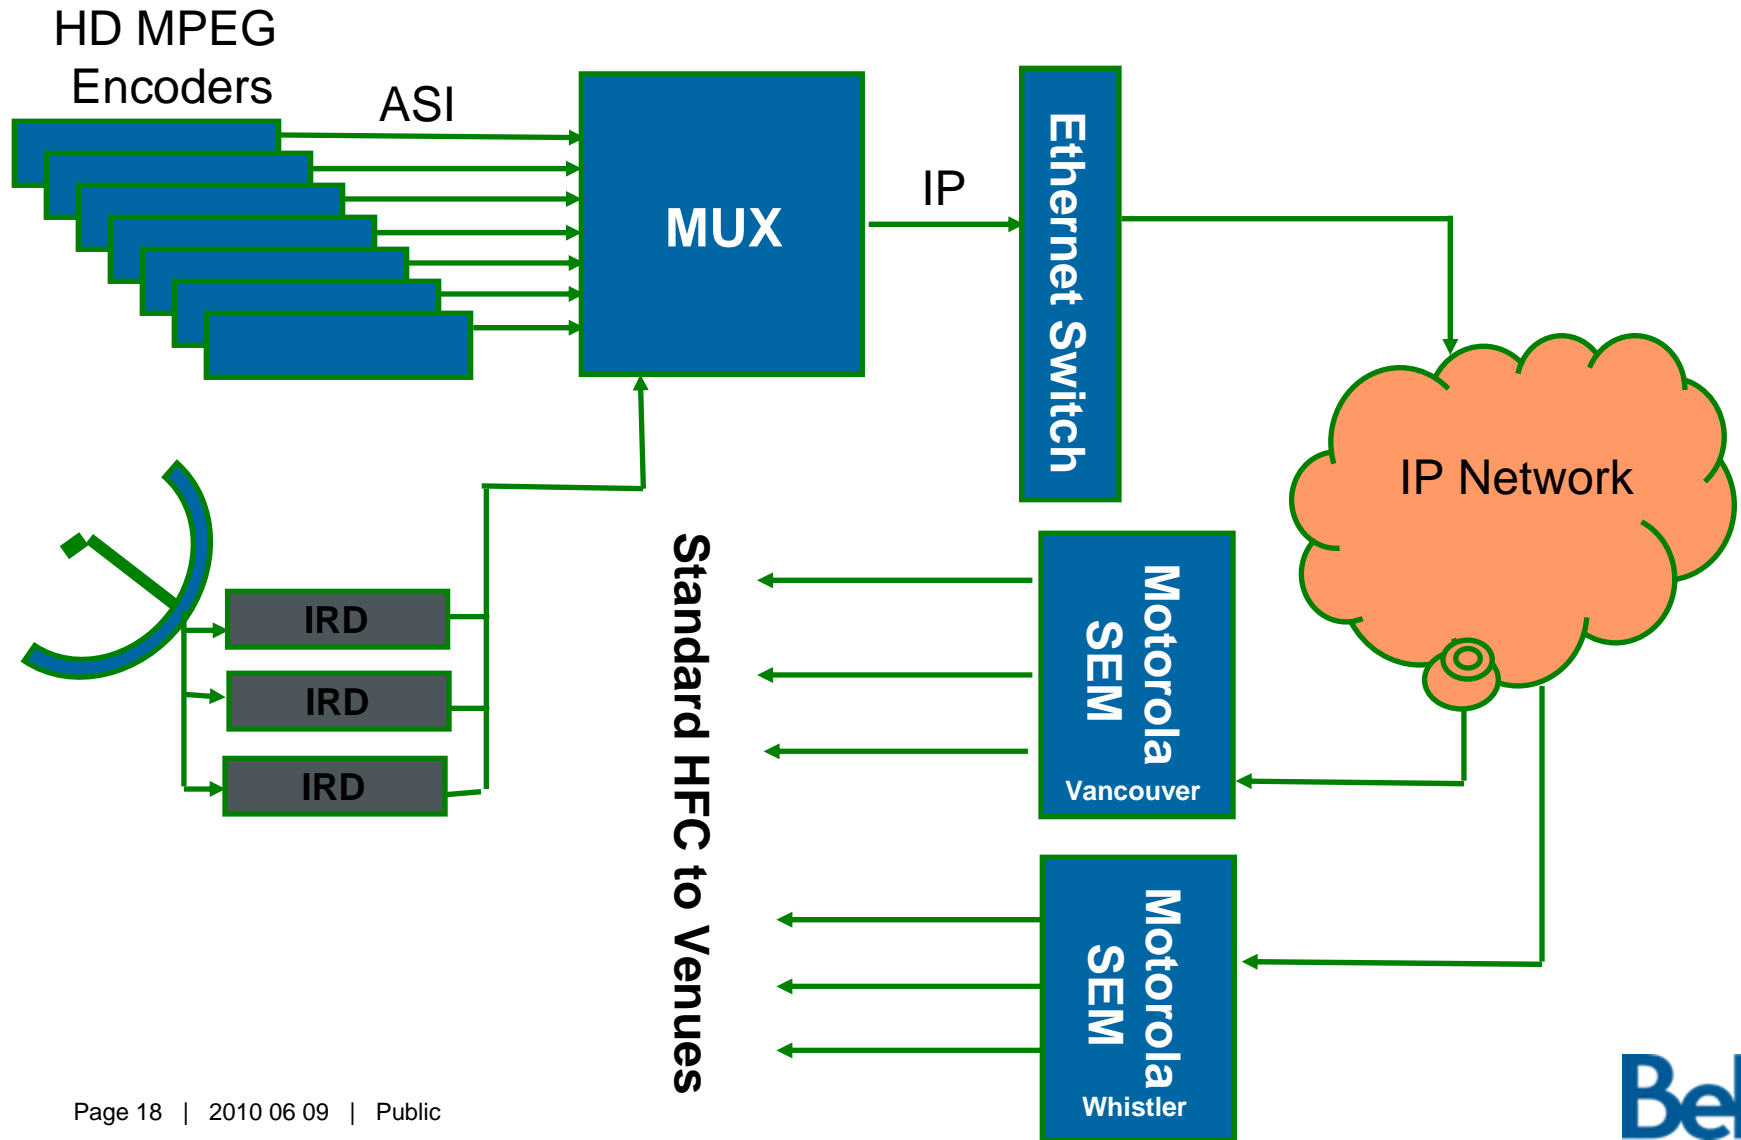 HD MPEG
Encoders
ASI
MUX
IP
Ethernet Switch
IP Network
IRD
IRD
IRD
Standard HFC to Venues
Motorola
SEM
Vancouver
Motorola
SEM
Whistler
Page 18 | 2010 06 09 | Public
Bel